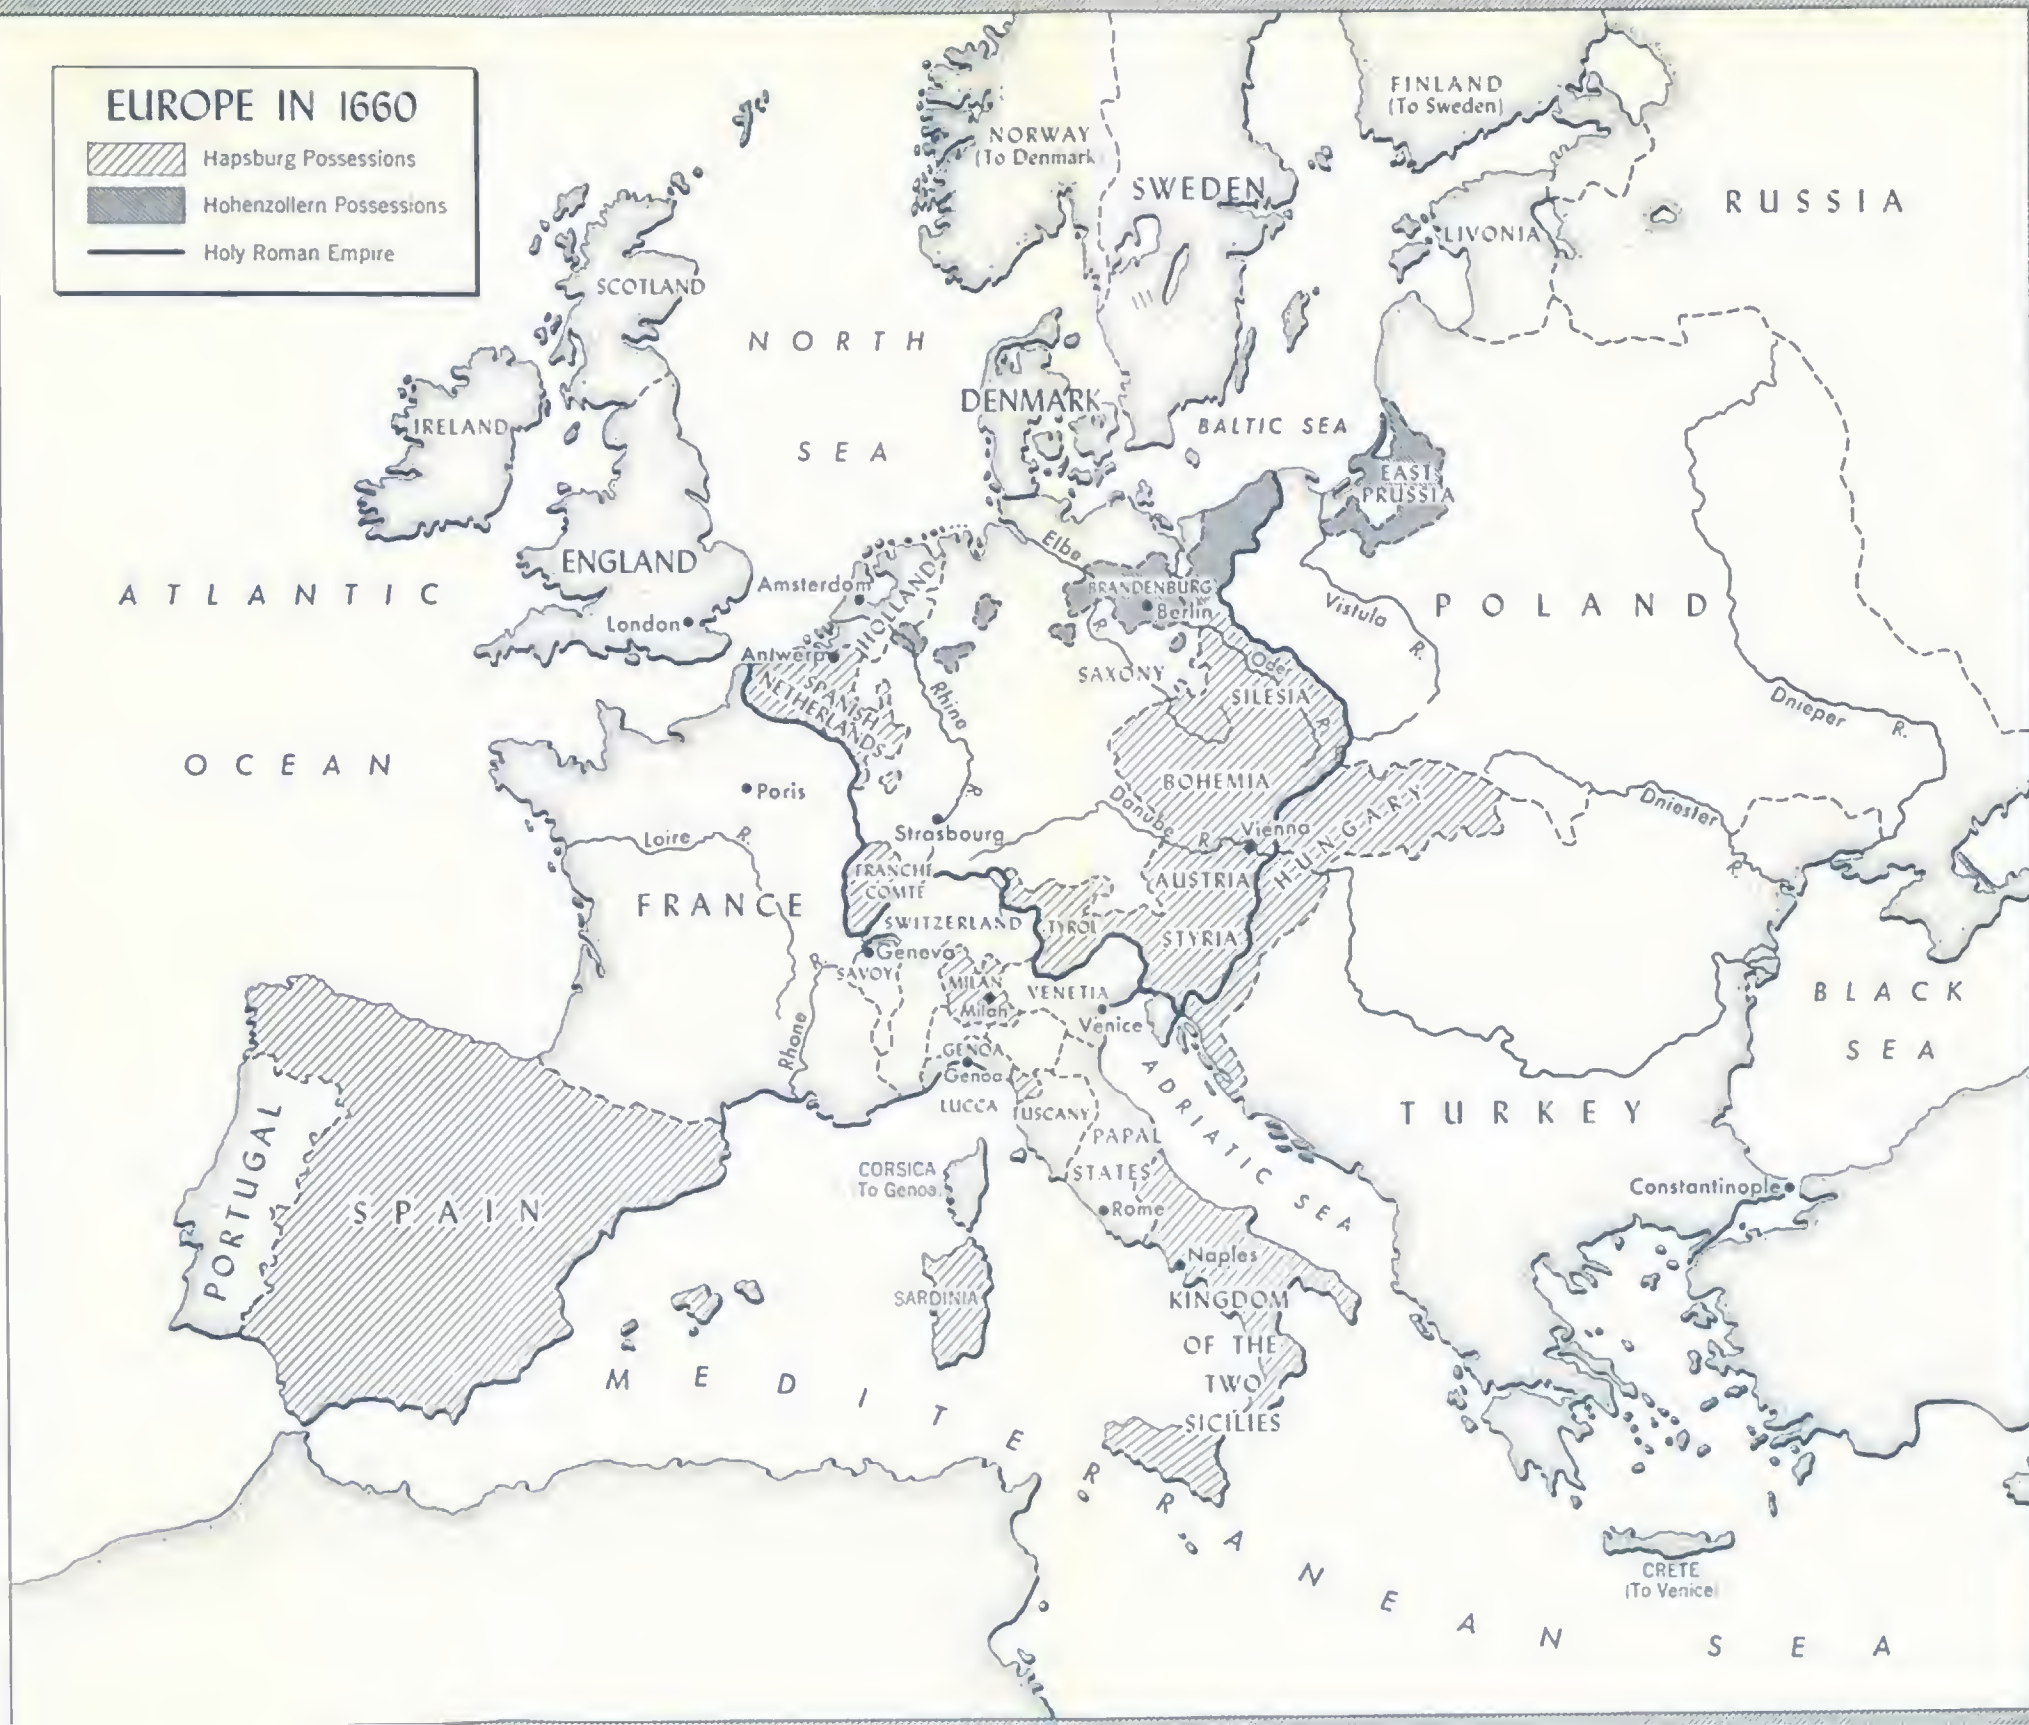 EUROPE IN 1660
Hapsburg Possessions
Hohenzollern Possessions
Holy Roman Empire
FINLAND
(To Sweden)
NORWAY
(To Denmark)
SWEDEN
RUSSIA
LIVONIA
SCOTLAND
NORTH
SEA
DENMARK
BALTIC SEA
IRELAND
EAST
PRUSSIA
ENGLAND
Elbe
R.
HOLLAND
Amsterdam
BRANDENBURG
Berlin
ATLANTIC
OCEAN
London
Vistula
R.
POLAND
Antwerp
SPANISH
NETHERLANDS
Rhine
R.
SAXONY
Oder
R.
SILESIA
Dnieper
R.
Paris
BOHEMIA
Danube
R.
Vienna
HUNGARY
Dniester
R.
Strasbourg
Loire
R.
FRANCHE
COMTÉ
AUSTRIA
FRANCE
SWITZERLAND
TYROL
STYRIA
Geneva
SAVOY
MILAN
Milan
VENETIA
Venice
BLACK
SEA
Rhone
R.
GENOA
Genoa
LUCCA
TUSCANY
ADRIATIC SEA
TURKEY
PORTUGAL
PAPAL
STATES
CORSICA
To Genoa
SPAIN
Rome
Constantinople
Naples
SARDINIA
KINGDOM
OF THE
TWO
SICILIES
MEDITERRANEAN SEA
CRETE
(To Venice)